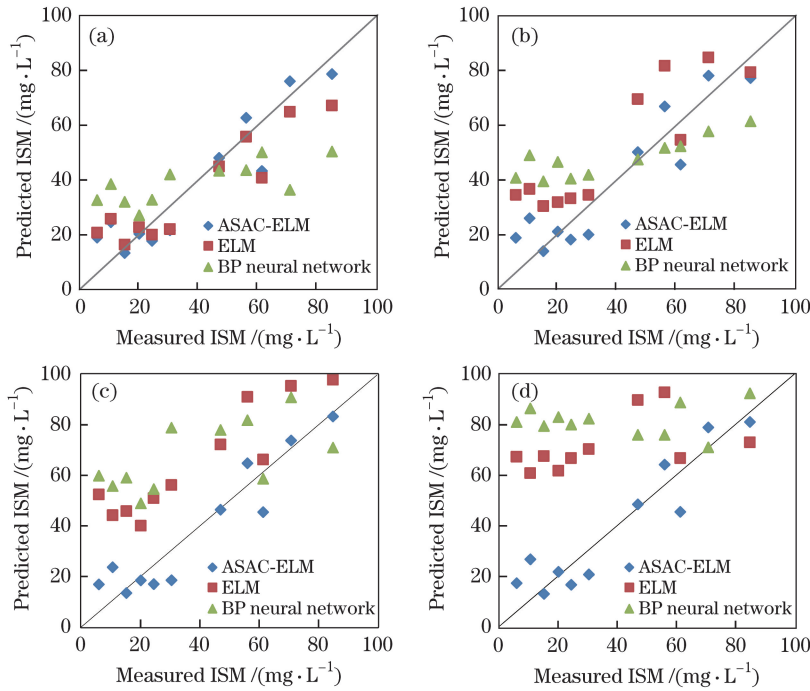 (a)
Predicted ISM /(mg · L⁻¹)
100
80
60
40
20
0
ASAC-ELM
ELM
BP neural network
0 20 40 60 80 100
Measured ISM /(mg · L⁻¹)
(b)
Predicted ISM /(mg · L⁻¹)
100
80
60
40
20
0
ASAC-ELM
ELM
BP neural network
0 20 40 60 80 100
Measured ISM /(mg · L⁻¹)
(c)
Predicted ISM /(mg · L⁻¹)
100
80
60
40
20
0
ASAC-ELM
ELM
BP neural network
0 20 40 60 80 100
Measured ISM /(mg · L⁻¹)
(d)
Predicted ISM /(mg · L⁻¹)
100
80
60
40
20
0
ASAC-ELM
ELM
BP neural network
0 20 40 60 80 100
Measured ISM /(mg · L⁻¹)